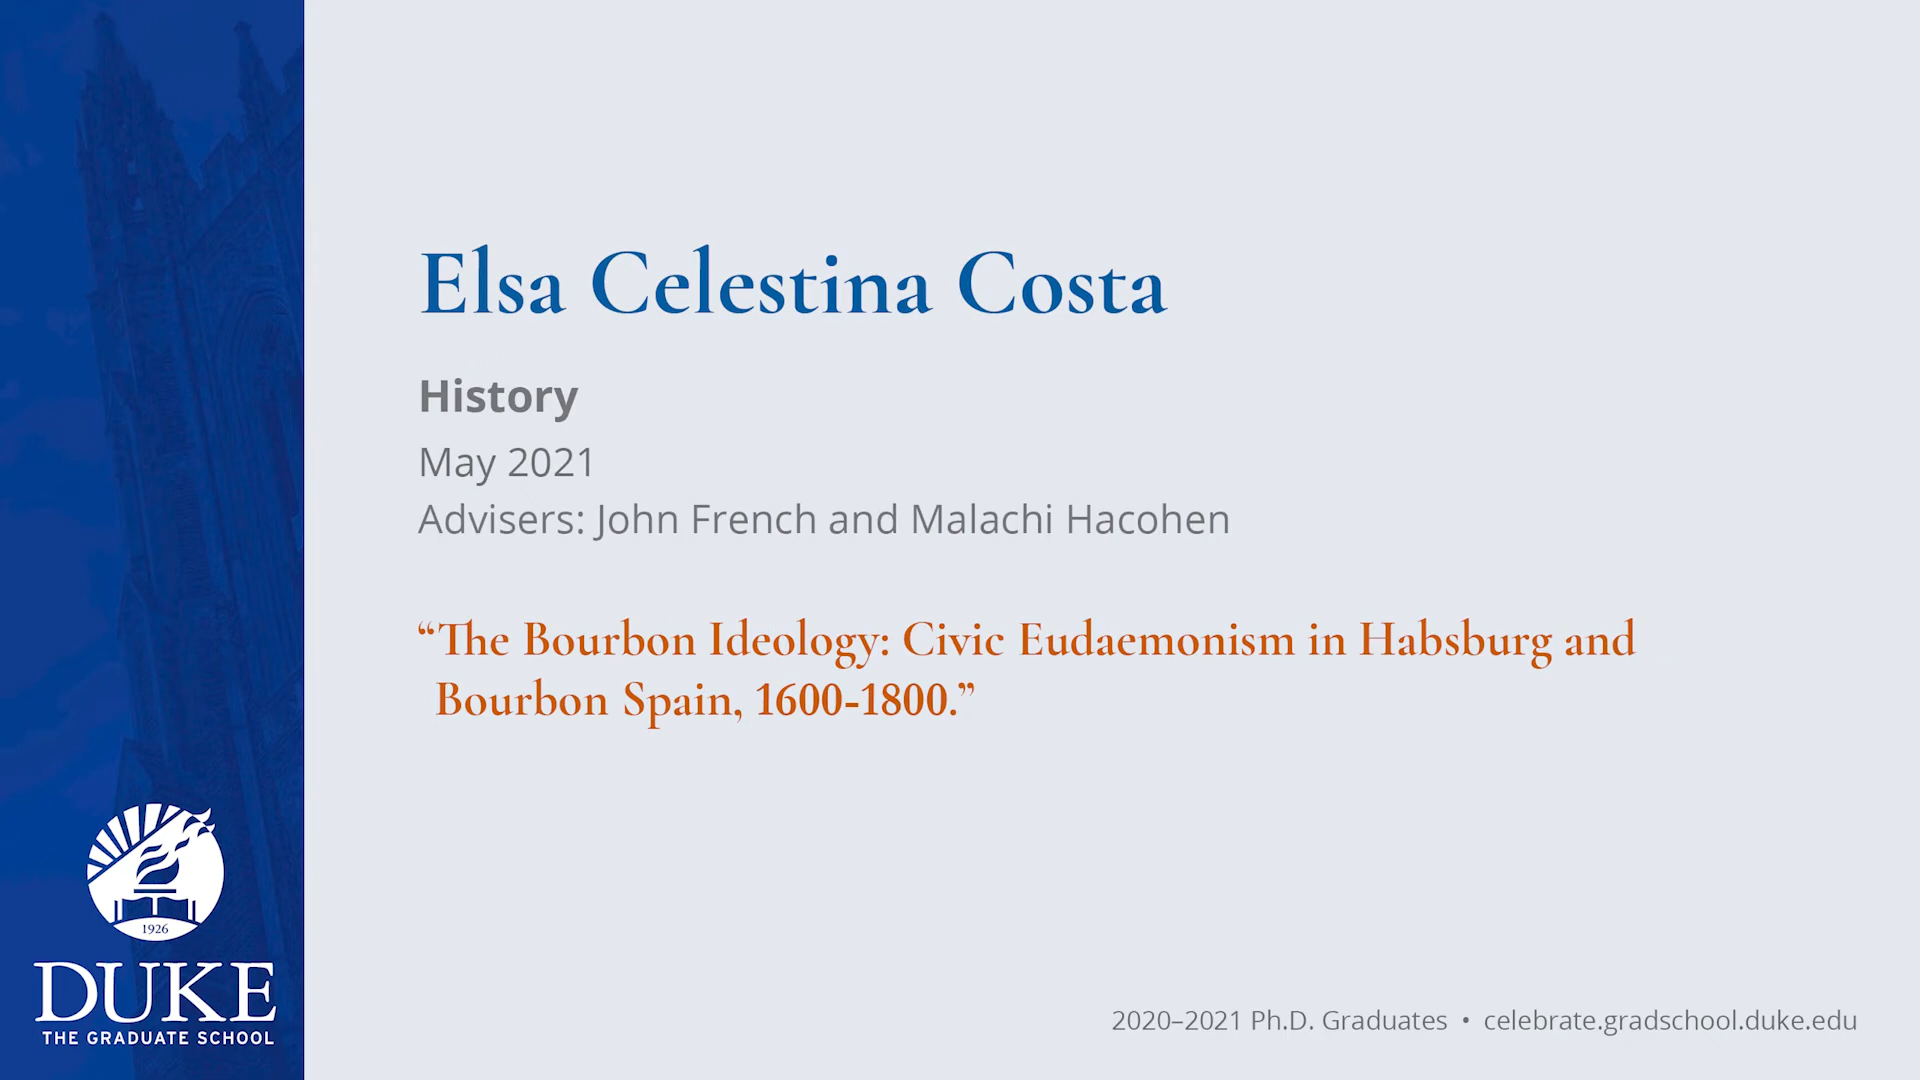 Elsa Celestina Costa
History
May 2021
Advisers: John French and Malachi Hacohen
“The Bourbon Ideology: Civic Eudaemonism in Habsburg and
Bourbon Spain, 1600-1800.”
1926
DUKE
THE GRADUATE SCHOOL
2020–2021 Ph.D. Graduates • celebrate.gradschool.duke.edu